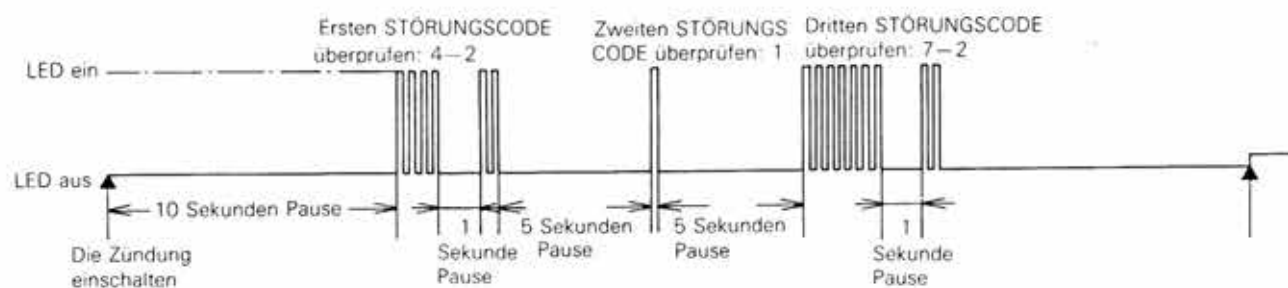 Ersten STÖRUNGSCODE
überprüfen: 4—2
Zweiten STÖRUNGS
CODE überprüfen: 1
Dritten STÖRUNGSCODE
überprüfen: 7—2
LED ein
LED aus
10 Sekunden Pause
1
Sekunde
Pause
5 Sekunden
Pause
5 Sekunden
Pause
1
Sekunde
Pause
Die Zündung
einschalten